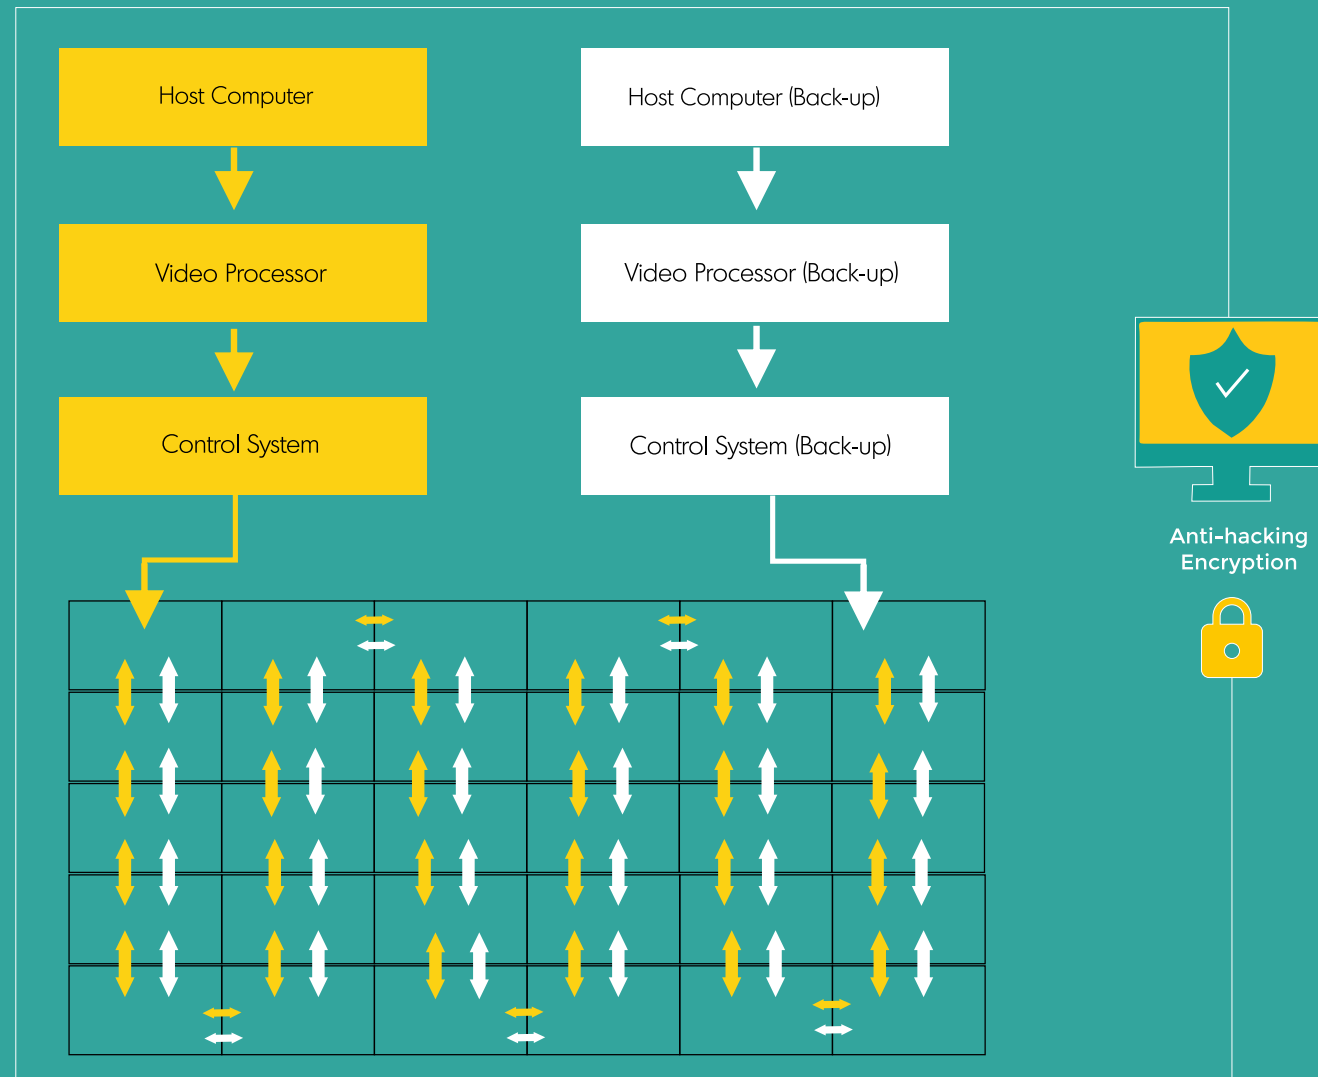 Host Computer
Host Computer (Back-up)
Video Processor
Video Processor (Back-up)
Control System
Control System (Back-up)
Anti-hacking
Encryption